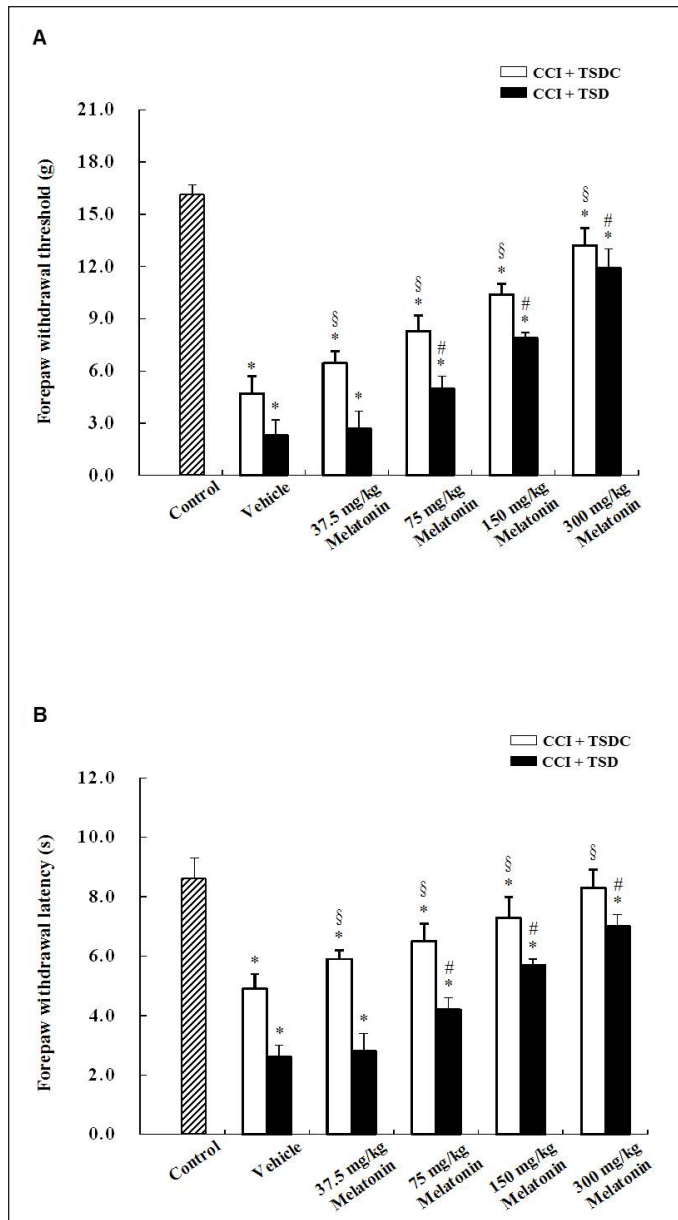 A
CCI + TSDC
CCI + TSD
Forepaw withdrawal threshold (g)
21.0
18.0
15.0
12.0
9.0
6.0
3.0
0.0
*
*
§
*
*
§
*
#
*
§
*
#
*
§
*
#
*
Control
Vehicle
37.5 mg/kg
Melatonin
75 mg/kg
Melatonin
150 mg/kg
Melatonin
300 mg/kg
Melatonin
B
CCI + TSDC
CCI + TSD
Forepaw withdrawal latency (s)
12.0
10.0
8.0
6.0
4.0
2.0
0.0
*
*
§
*
*
§
*
#
*
§
*
#
*
§
#
*
Control
Vehicle
37.5 mg/kg
Melatonin
75 mg/kg
Melatonin
150 mg/kg
Melatonin
300 mg/kg
Melatonin